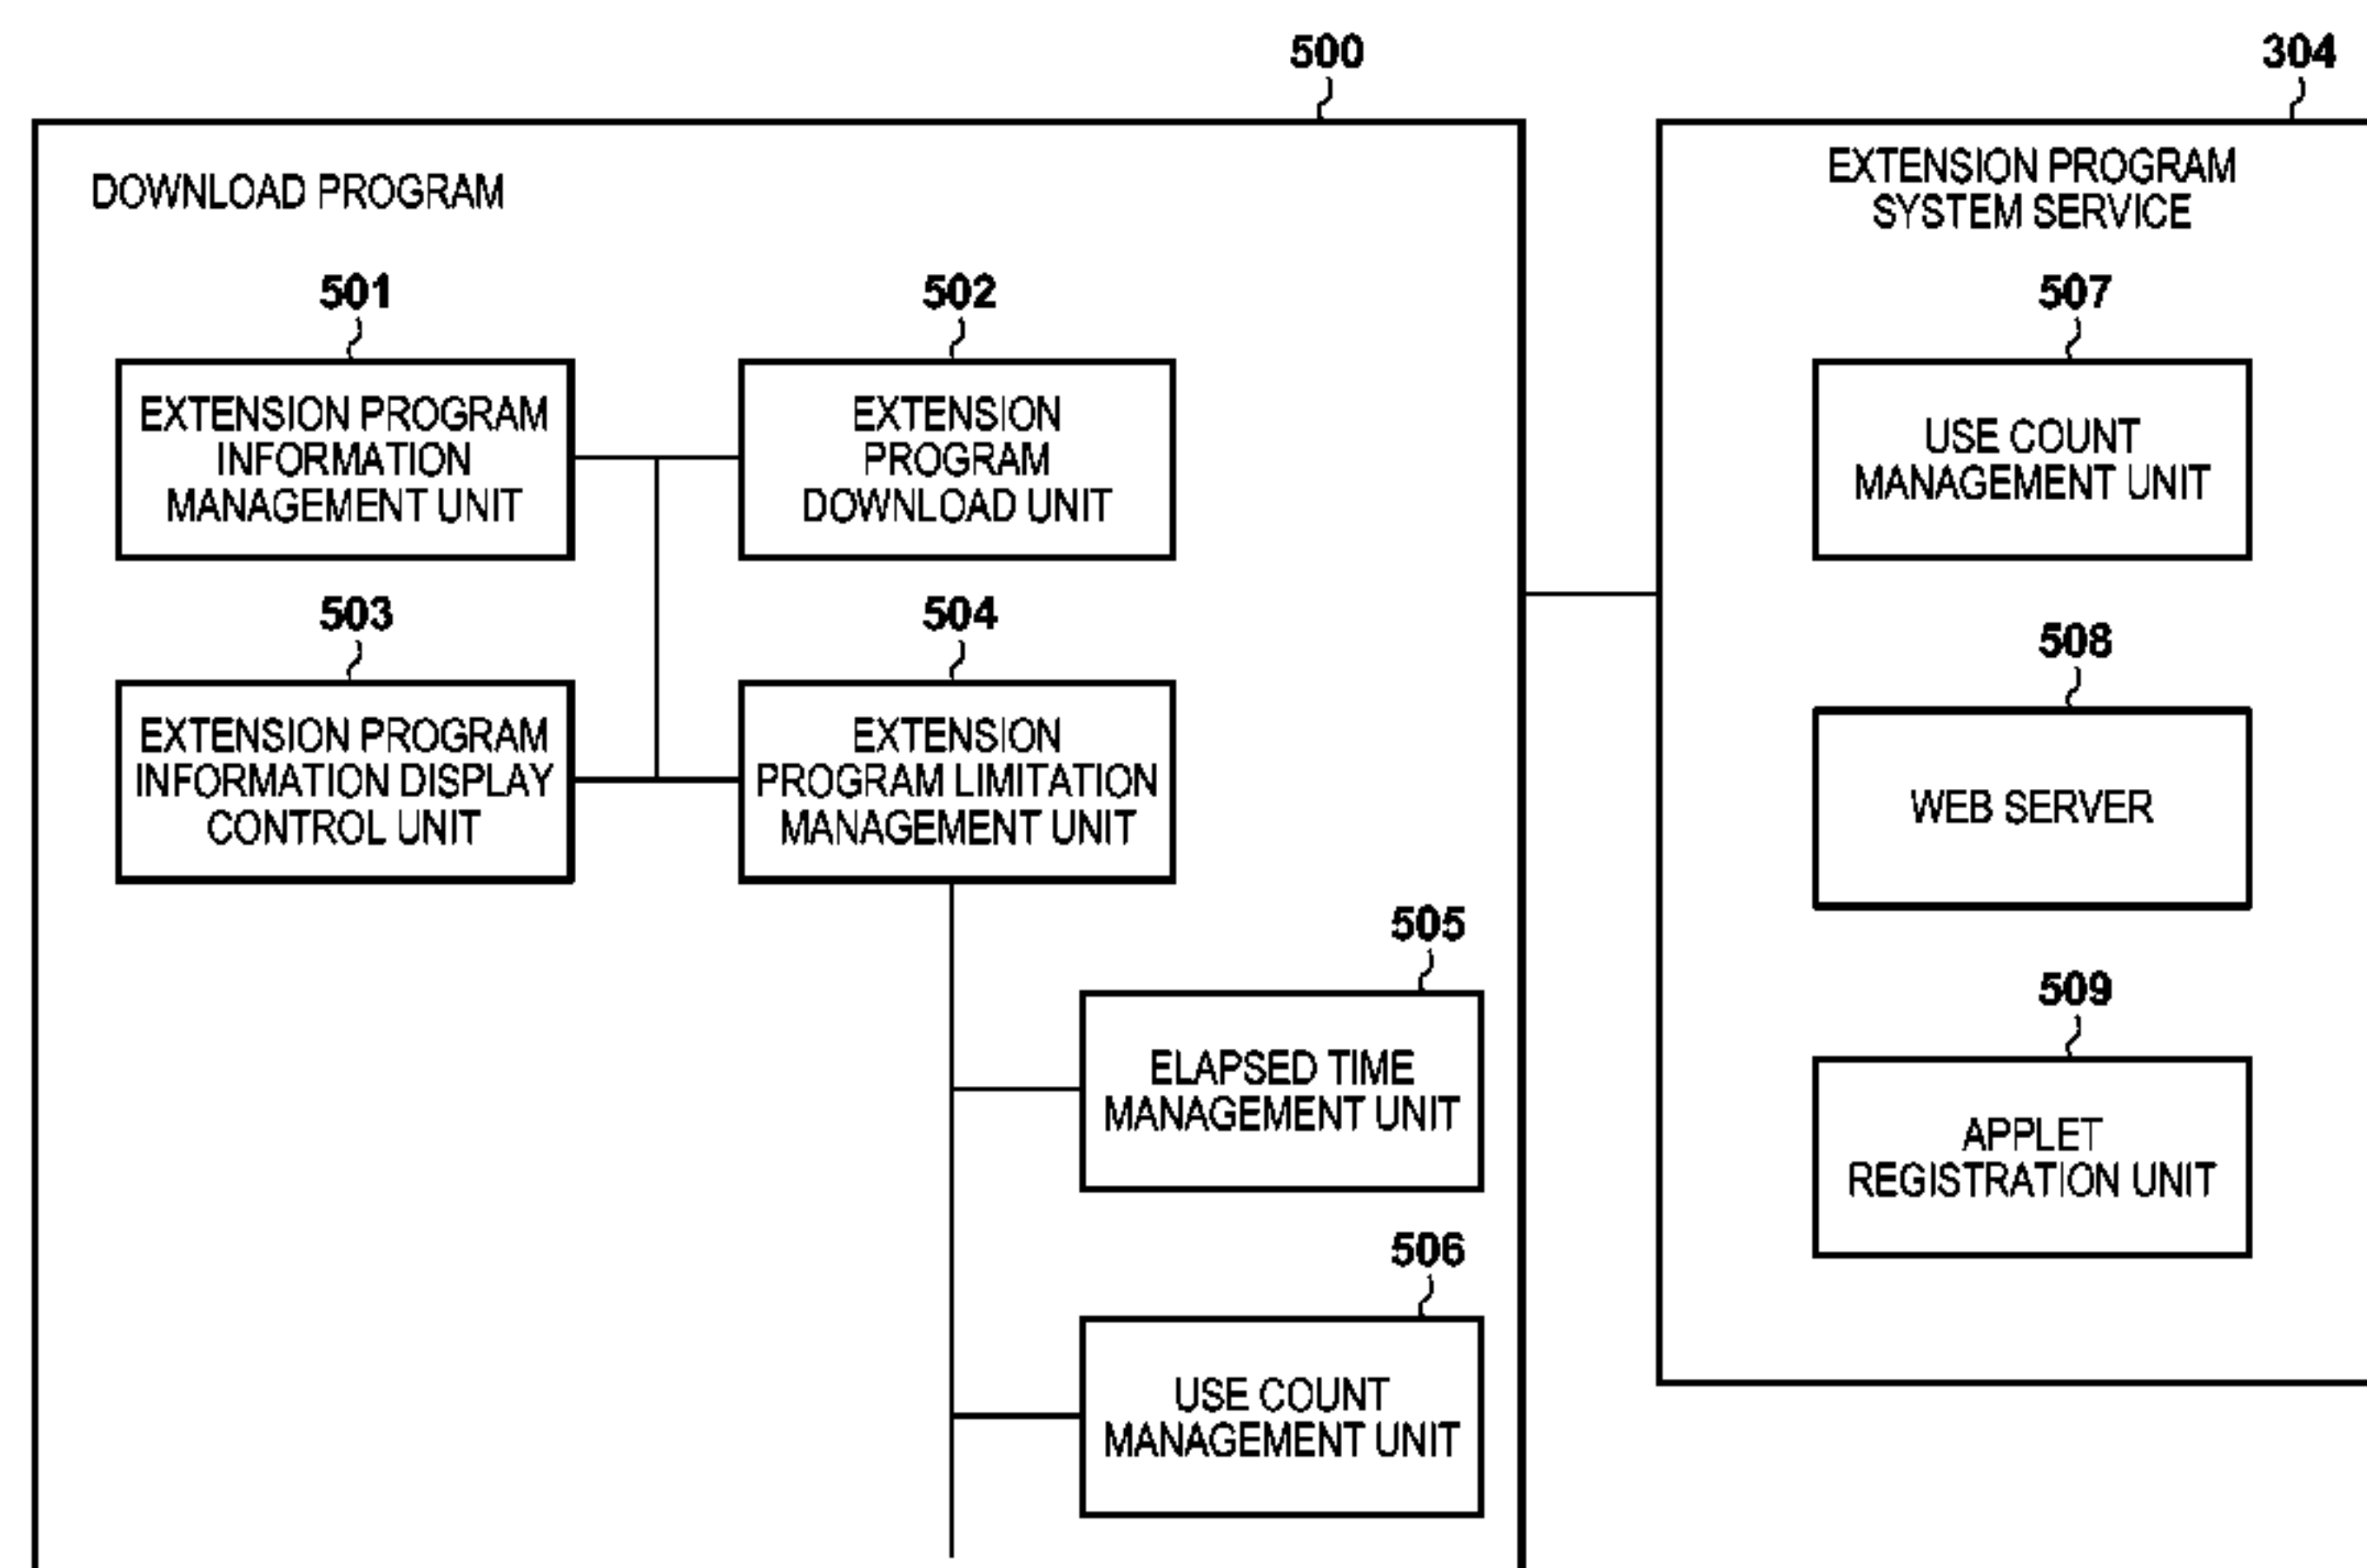 500
304
DOWNLOAD PROGRAM
501
502
EXTENSION PROGRAM
INFORMATION
MANAGEMENT UNIT
EXTENSION
PROGRAM
DOWNLOAD UNIT
503
504
EXTENSION PROGRAM
INFORMATION DISPLAY
CONTROL UNIT
EXTENSION
PROGRAM LIMITATION
MANAGEMENT UNIT
505
ELAPSED TIME
MANAGEMENT UNIT
506
USE COUNT
MANAGEMENT UNIT
EXTENSION PROGRAM
SYSTEM SERVICE
507
USE COUNT
MANAGEMENT UNIT
508
WEB SERVER
509
APPLET
REGISTRATION UNIT